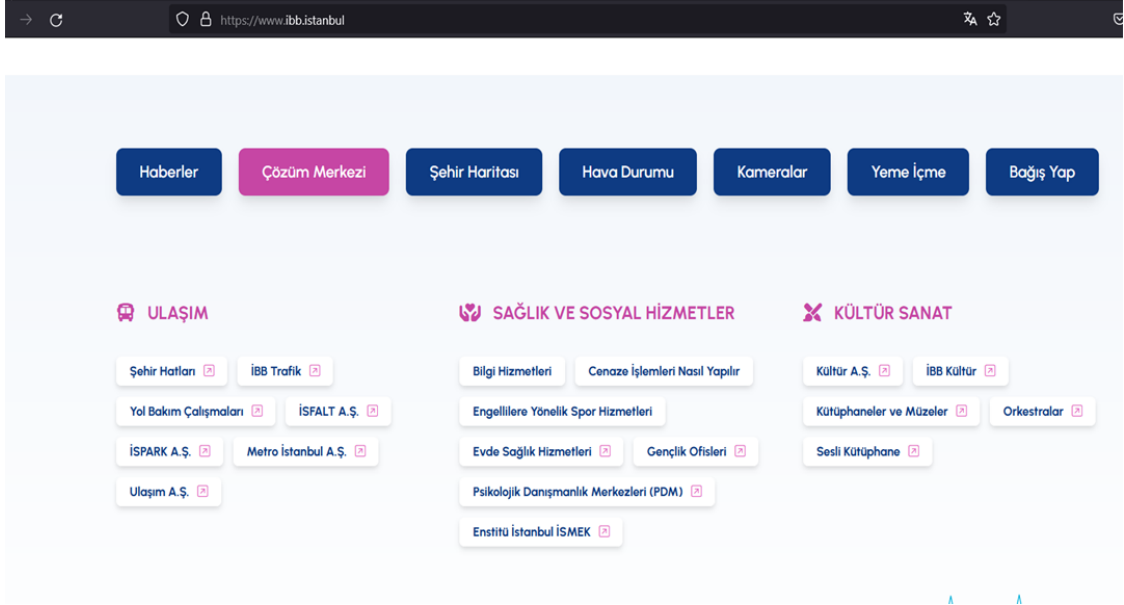 https://www.ibb.istanbul
Haberler Çözüm Merkezi Şehir Haritası Hava Durumu Kameralar Yeme İçme Bağış Yap
ULAŞIM
Şehir Hatları İBB Trafik
Yol Bakım Çalışmaları İSFALT A.Ş.
İSPARK A.Ş. Metro İstanbul A.Ş.
Ulaşım A.Ş.
SAĞLIK VE SOSYAL HİZMETLER
Bilgi Hizmetleri Cenaze İşlemleri Nasıl Yapılır
Engellilere Yönelik Spor Hizmetleri
Evde Sağlık Hizmetleri Gençlik Ofisleri
Psikolojik Danışmanlık Merkezleri (PDM)
Enstitü İstanbul İSMEK
KÜLTÜR SANAT
Kültür A.Ş. İBB Kültür
Kütüphaneler ve Müzeler Orkestralar
Sesli Kütüphane